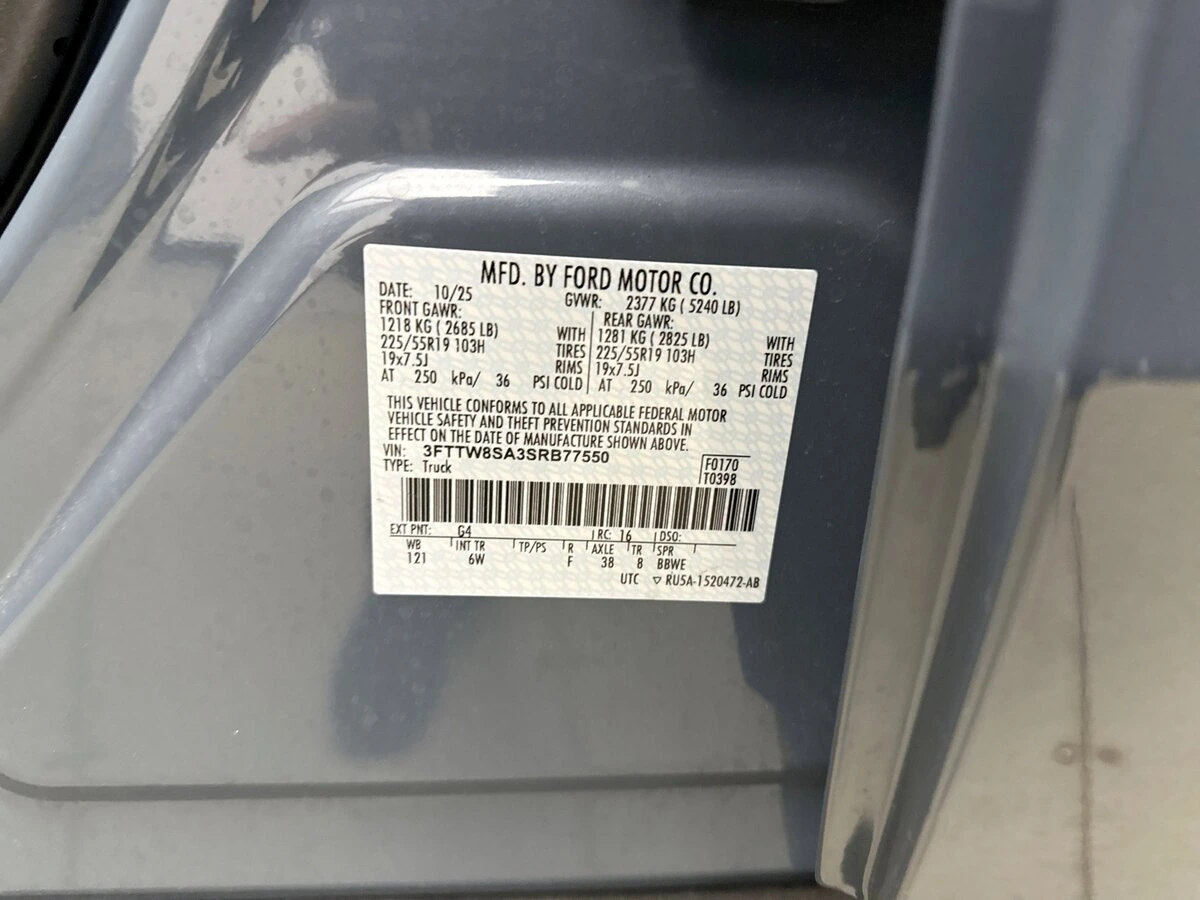 MFD. BY FORD MOTOR CO.
DATE: 10/25 GVWR: 2377 KG ( 5240 LB)
FRONT GAWR: REAR GAWR:
1218 KG ( 2685 LB) WITH 1281 KG ( 2825 LB) WITH
225/55R19 103H TIRES 225/55R19 103H TIRES
19x7.5J RIMS 19x7.5J RIMS
AT 250 kPa/ 36 PSI COLD AT 250 kPa/ 36 PSI COLD
THIS VEHICLE CONFORMS TO ALL APPLICABLE FEDERAL MOTOR
VEHICLE SAFETY AND THEFT PREVENTION STANDARDS IN
EFFECT ON THE DATE OF MANUFACTURE SHOWN ABOVE.
VIN: 3FTTW8SA3SRB77550 F0170
TYPE: Truck T0398
EXT PNT: G4 RC: 16 DSO:
WB INT TR TP/PS R AXLE TR SPR
121 6W F 38 8 BBWE
UTC ▽ RU5A-1520472-AB